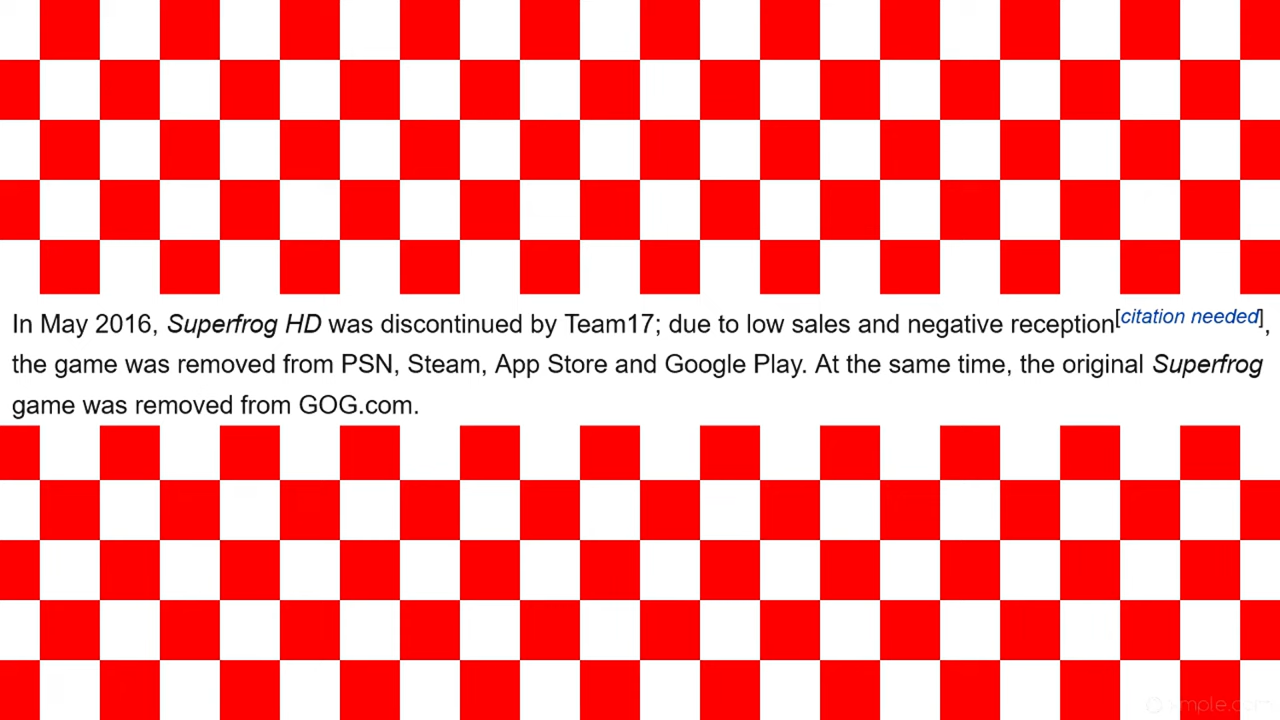 In May 2016, Superfrog HD was discontinued by Team17; due to low sales and negative reception[citation needed],
the game was removed from PSN, Steam, App Store and Google Play. At the same time, the original Superfrog
game was removed from GOG.com.